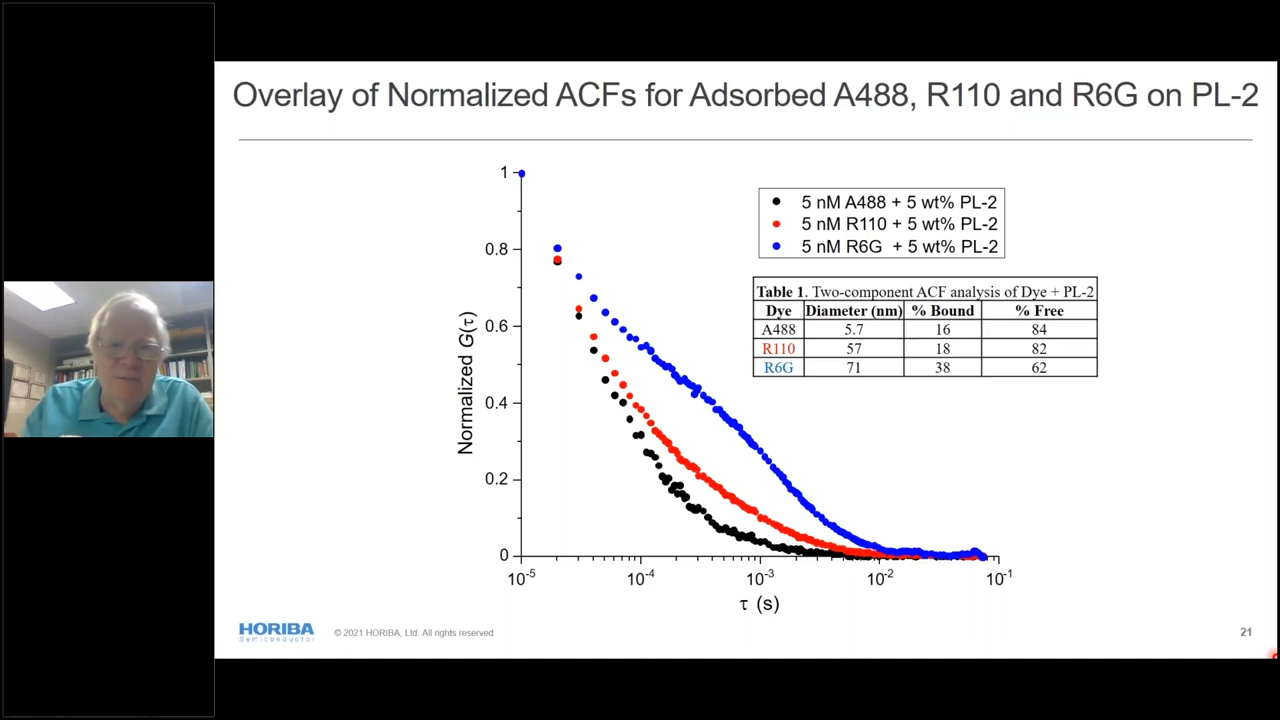 Overlay of Normalized ACFs for Adsorbed A488, R110 and R6G on PL-2
1
0.8
0.6
0.4
0.2
0
Normalized G(τ)
10-5
10-4
10-3
10-2
10-1
τ (s)
5 nM A488 + 5 wt% PL-2
5 nM R110 + 5 wt% PL-2
5 nM R6G + 5 wt% PL-2
Table 1. Two-component ACF analysis of Dye + PL-2
Dye Diameter (nm) % Bound % Free
A488 5.7 16 84
R110 57 18 82
R6G 71 38 62
HORIBA
Semiconductor
© 2021 HORIBA, Ltd. All rights reserved.
21